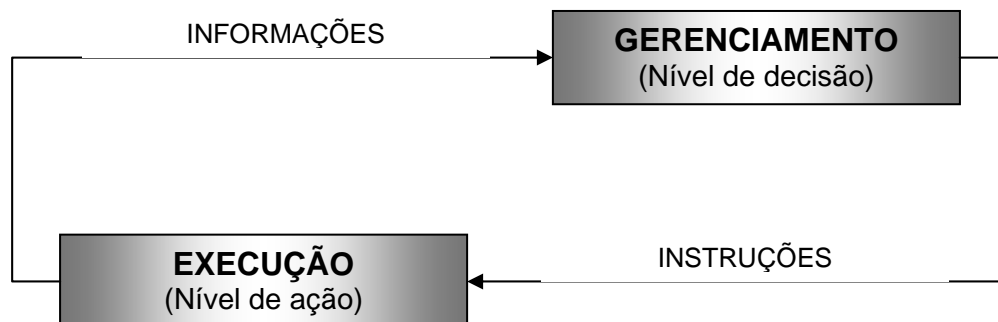 INFORMAÇÕES
GERENCIAMENTO
(Nível de decisão)
EXECUÇÃO
(Nível de ação)
INSTRUÇÕES